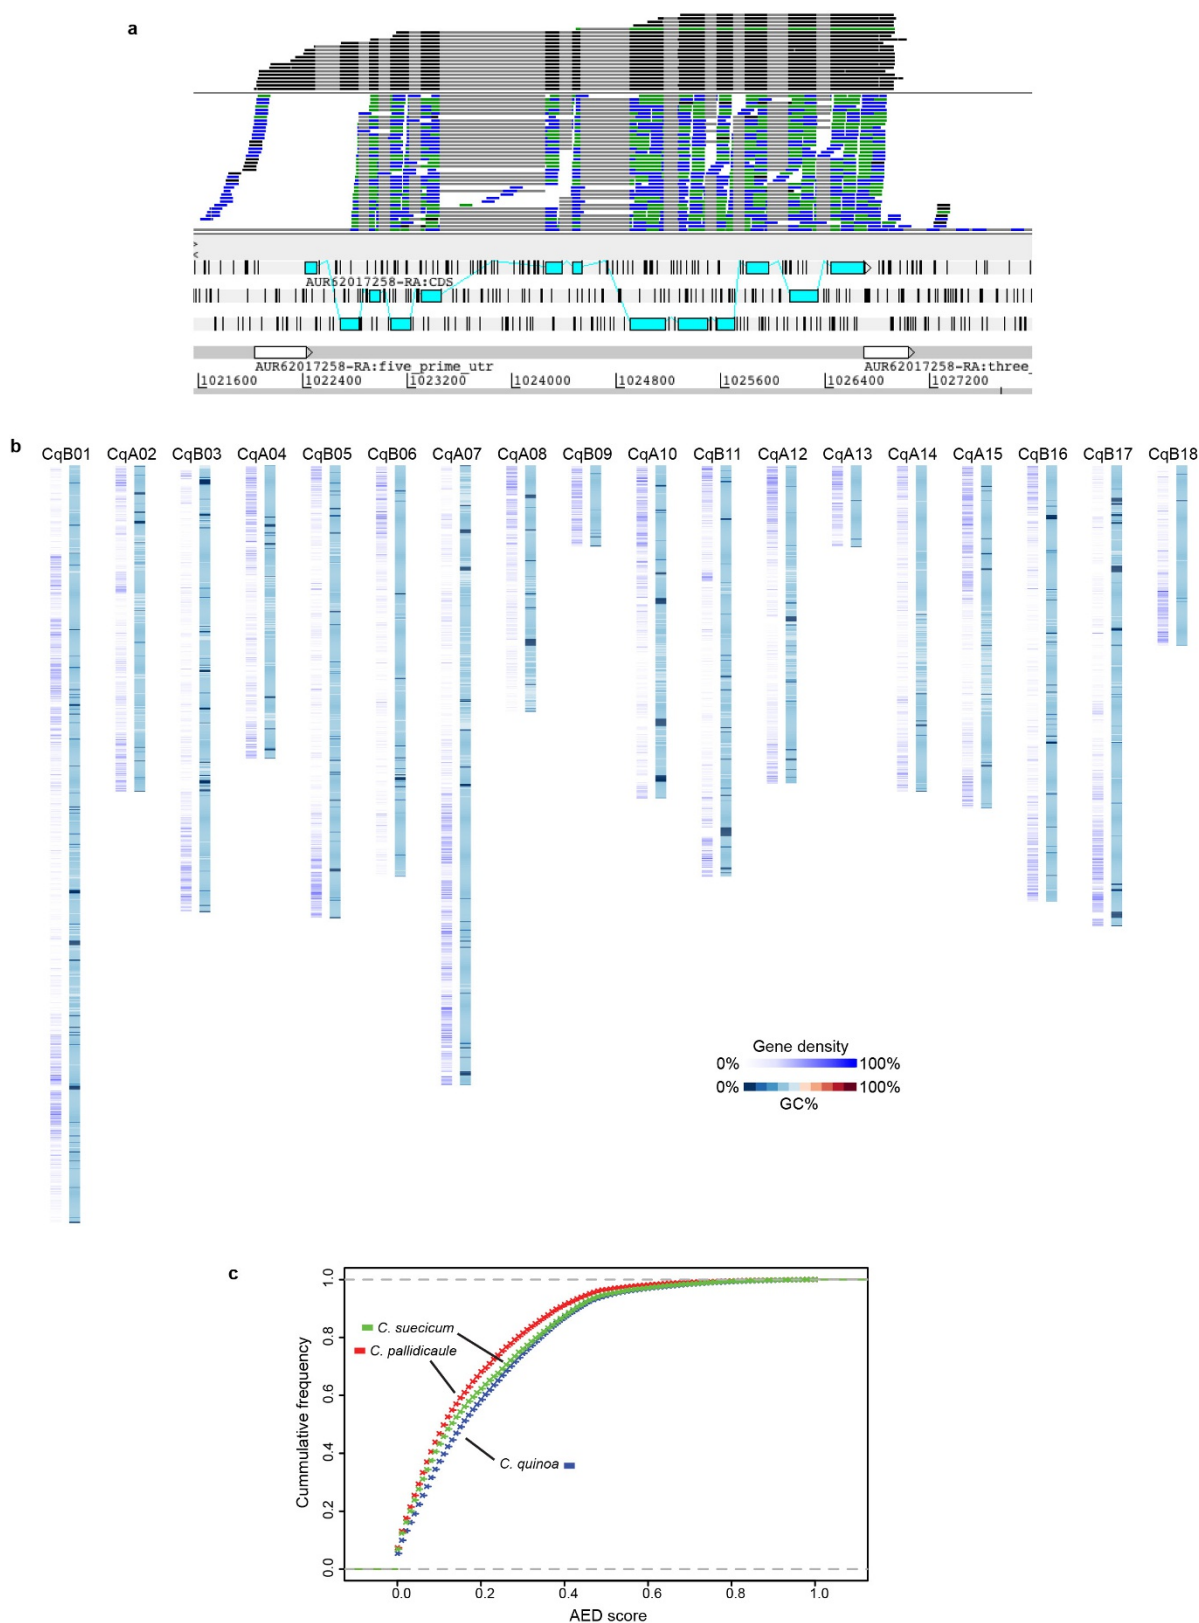 a
>
<
AUR62017258-RA:CDS
AUR62017258-RA:five_prime_utr
AUR62017258-RA:three_
1021600 1022400 1023200 1024000 1024800 1025600 1026400 1027200
b
CqB01 CqA02 CqB03 CqA04 CqB05 CqB06 CqA07 CqA08 CqB09 CqA10 CqB11 CqA12 CqA13 CqA14 CqA15 CqB16 CqB17 CqB18
Gene density
0% 100%
0% 100%
GC%
c
Cummulative frequency
1.0
0.8
0.6
0.4
0.2
0.0
C. suecicum
C. pallidicaule
C. quinoa
0.0 0.2 0.4 0.6 0.8 1.0
AED score